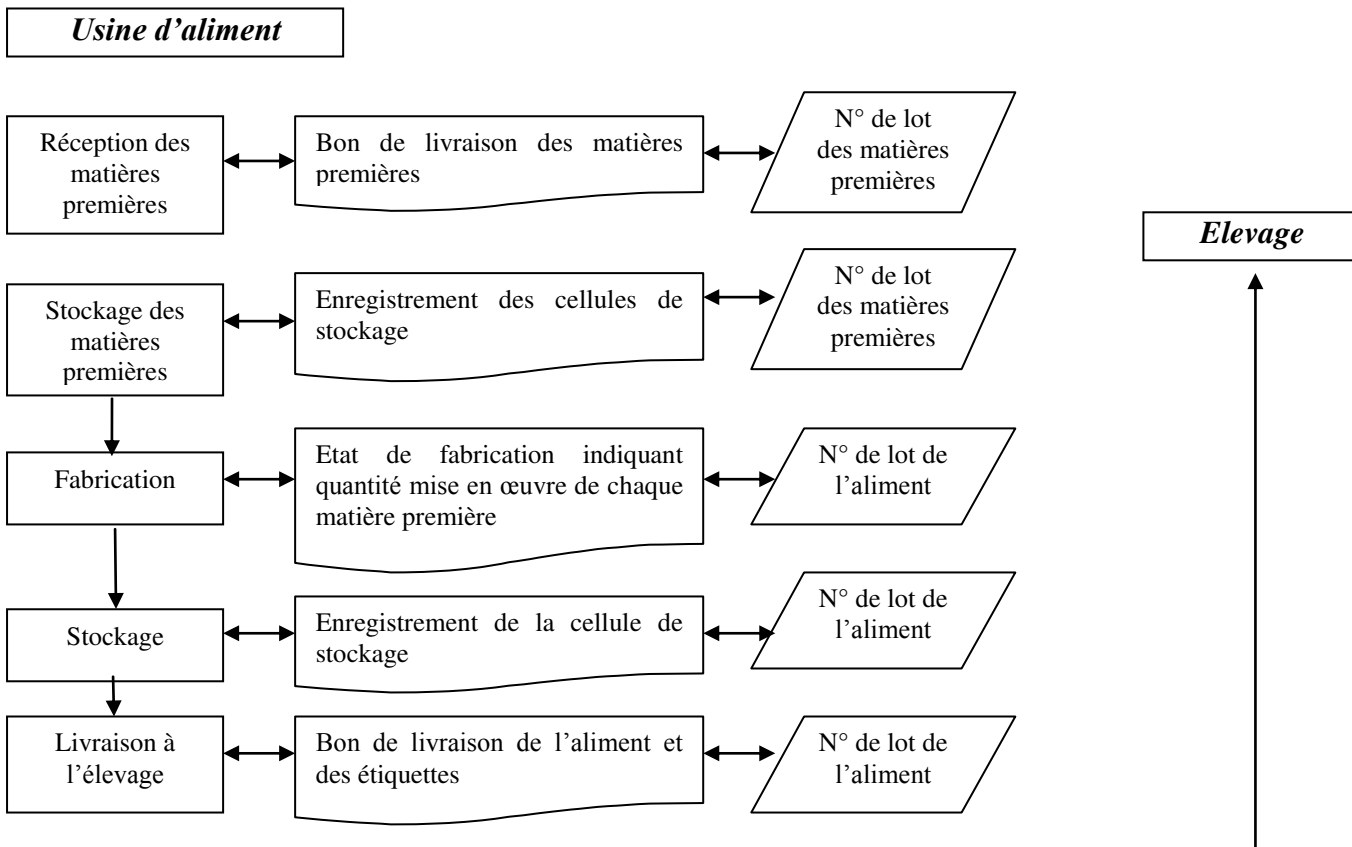 Usine d’aliment
Réception des
matières
premières
Bon de livraison des matières
premières
N° de lot
des matières
premières
Elevage
Stockage des
matières
premières
Enregistrement des cellules de
stockage
N° de lot
des matières
premières
Fabrication
Etat de fabrication indiquant
quantité mise en œuvre de chaque
matière première
N° de lot de
l’aliment
Stockage
Enregistrement de la cellule de
stockage
N° de lot de
l’aliment
Livraison à
l’élevage
Bon de livraison de l’aliment et
des étiquettes
N° de lot de
l’aliment